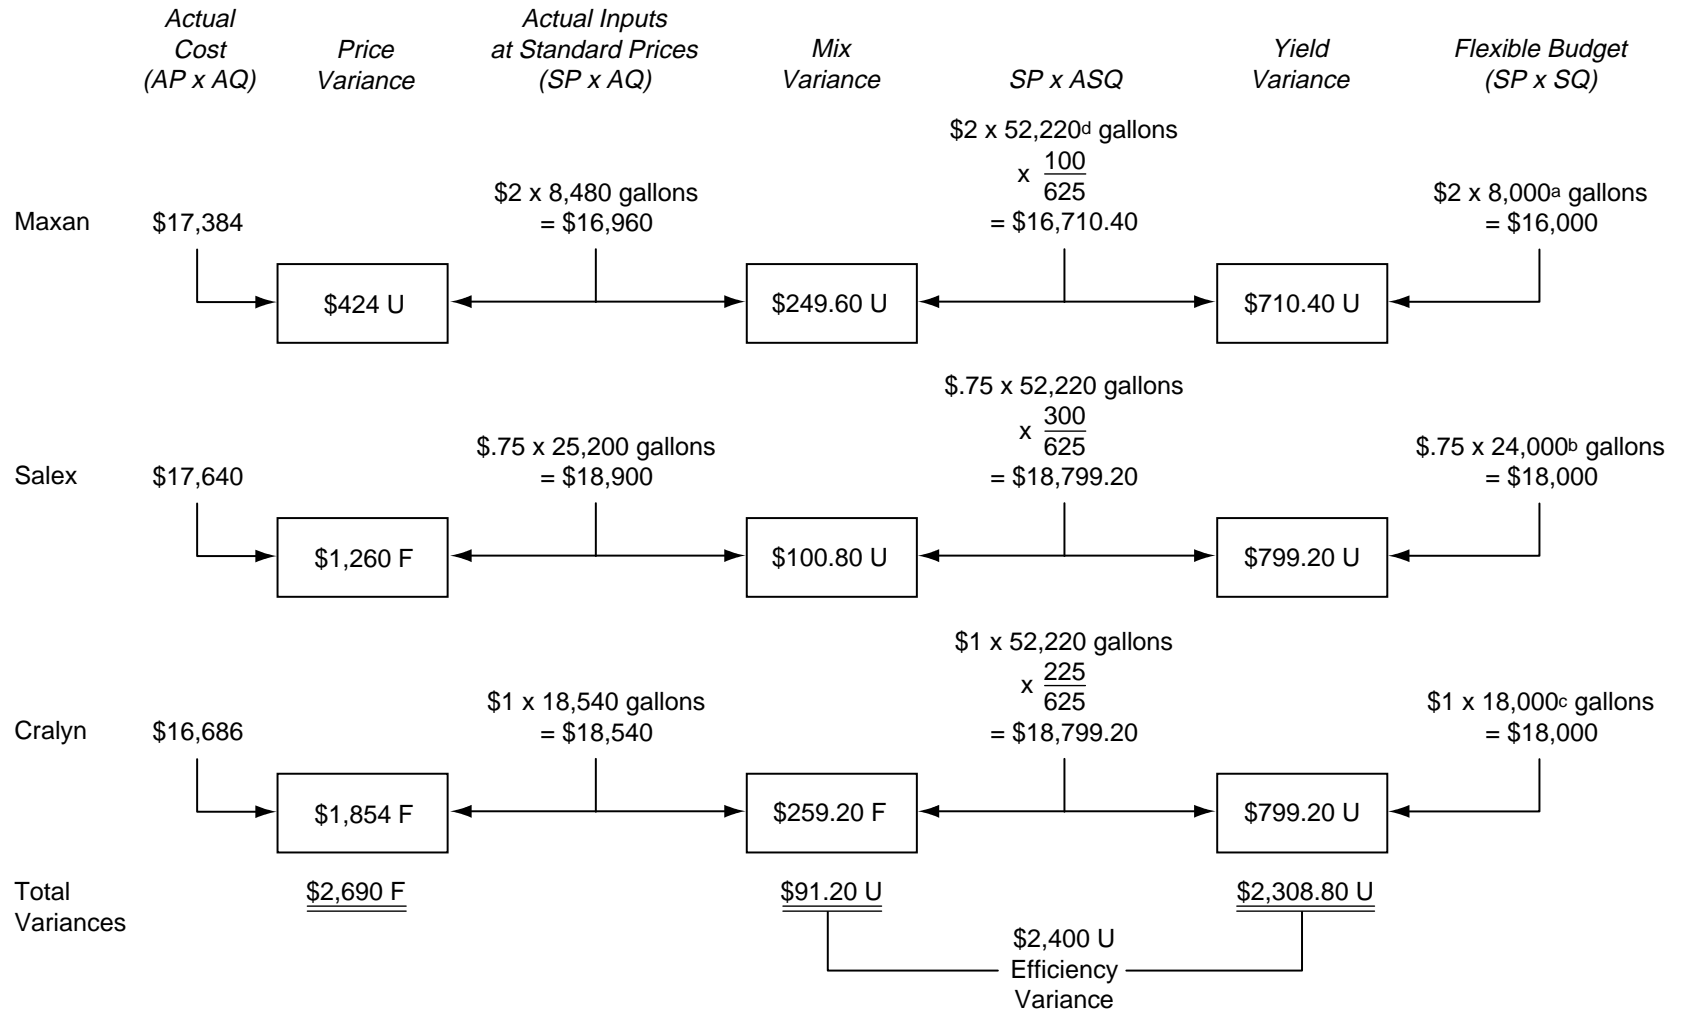 Actual
Cost
(AP x AQ)
Price
Variance
Actual Inputs
at Standard Prices
(SP x AQ)
Mix
Variance
SP x ASQ
Yield
Variance
Flexible Budget
(SP x SQ)
Maxan
$17,384
$424 U
$2 x 8,480 gallons
= $16,960
$249.60 U
$2 x 52,220d gallons
x 100
625
= $16,710.40
$710.40 U
$2 x 8,000a gallons
= $16,000
Salex
$17,640
$1,260 F
$.75 x 25,200 gallons
= $18,900
$100.80 U
$.75 x 52,220 gallons
x 300
625
= $18,799.20
$799.20 U
$.75 x 24,000b gallons
= $18,000
Cralyn
$16,686
$1,854 F
$1 x 18,540 gallons
= $18,540
$259.20 F
$1 x 52,220 gallons
x 225
625
= $18,799.20
$799.20 U
$1 x 18,000c gallons
= $18,000
Total
Variances
$2,690 F
$91.20 U
$2,308.80 U
$2,400 U
Efficiency
Variance